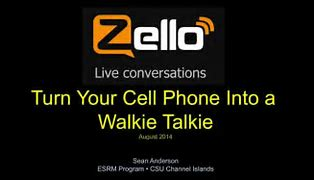 Zello
Live conversations
Turn Your Cell Phone Into a
Walkie Talkie
August 2014
Sean Anderson
ESRM Program • CSU Channel Islands